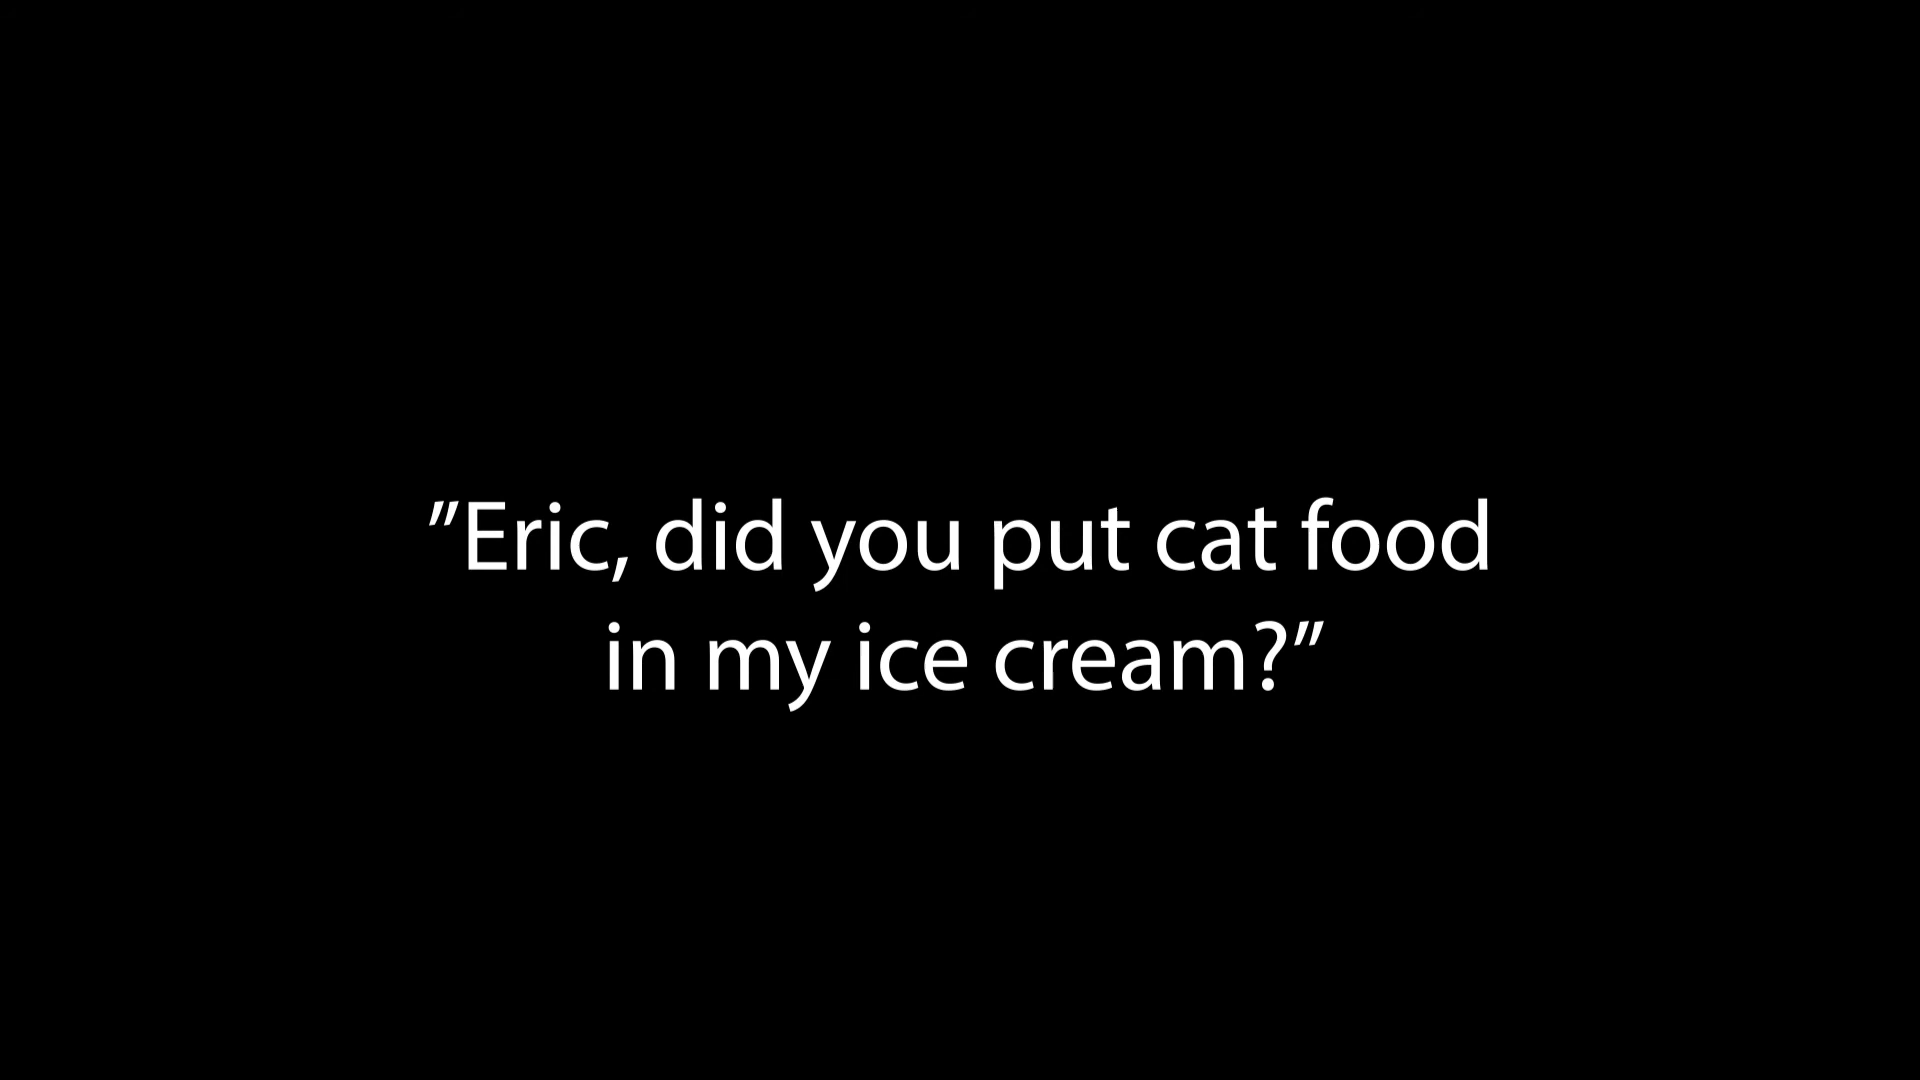 ”Eric, did you put cat food
in my ice cream?”